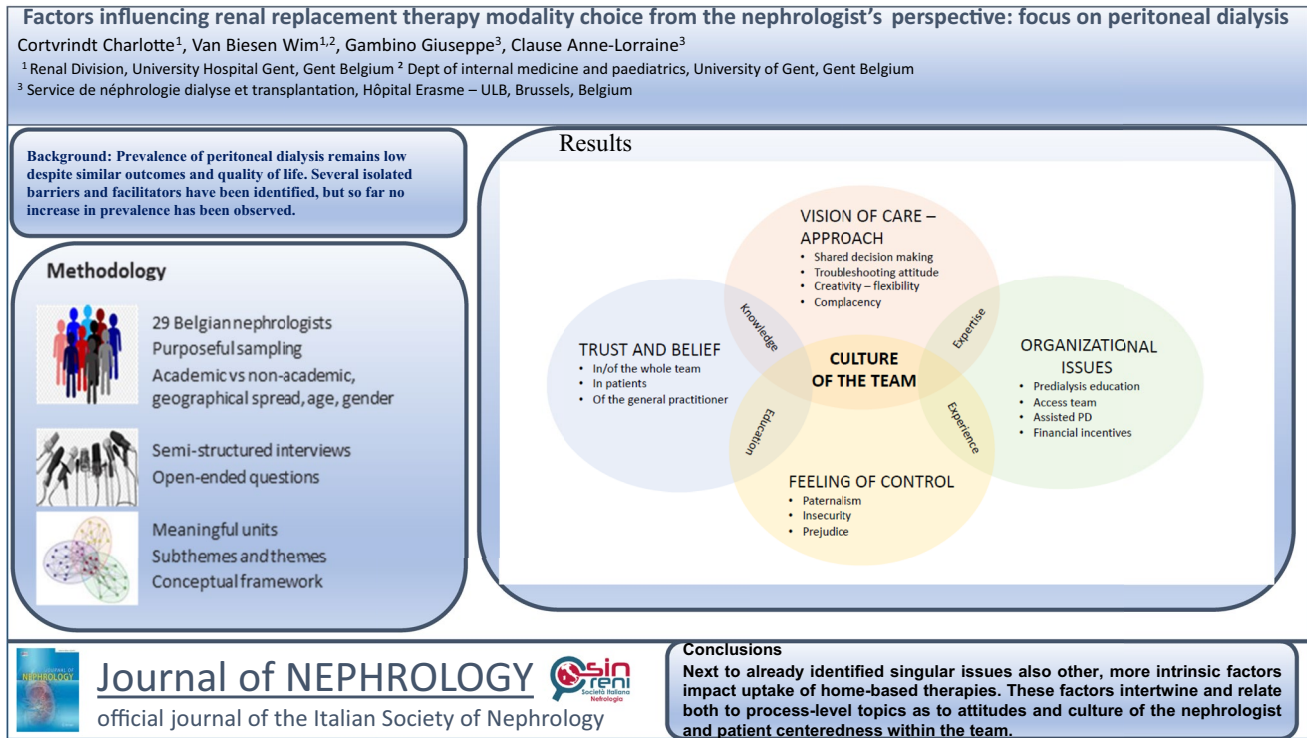 Factors influencing renal replacement therapy modality choice from the nephrologist's perspective: focus on peritoneal dialysis
Cortvrindt Charlotte1, Van Biesen Wim1,2, Gambino Giuseppe3, Clause Anne-Lorraine3
1 Renal Division, University Hospital Gent, Gent Belgium 2 Dept of internal medicine and paediatrics, University of Gent, Gent Belgium
3 Service de néphrologie dialyse et transplantation, Hôpital Erasme – ULB, Brussels, Belgium
Background: Prevalence of peritoneal dialysis remains low
despite similar outcomes and quality of life. Several isolated
barriers and facilitators have been identified, but so far no
increase in prevalence has been observed.
Methodology
29 Belgian nephrologists
Purposeful sampling
Academic vs non-academic,
geographical spread, age, gender
Semi-structured interviews
Open-ended questions
Meaningful units
Subthemes and themes
Conceptual framework
Results
VISION OF CARE –
APPROACH
• Shared decision making
• Troubleshooting attitude
• Creativity – flexibility
• Complacency
Knowledge
Expertise
TRUST AND BELIEF
• In/of the whole team
• In patients
• Of the general practitioner
CULTURE
OF THE TEAM
ORGANIZATIONAL
ISSUES
• Predialysis education
• Access team
• Assisted PD
• Financial incentives
Education
Experience
FEELING OF CONTROL
• Paternalism
• Insecurity
• Prejudice
JOURNAL OF
NEPHROLOGY
Journal of NEPHROLOGY
official journal of the Italian Society of Nephrology
sin
reni
Società Italiana
Nefrologia
Conclusions
Next to already identified singular issues also other, more intrinsic factors
impact uptake of home-based therapies. These factors intertwine and relate
both to process-level topics as to attitudes and culture of the nephrologist
and patient centeredness within the team.